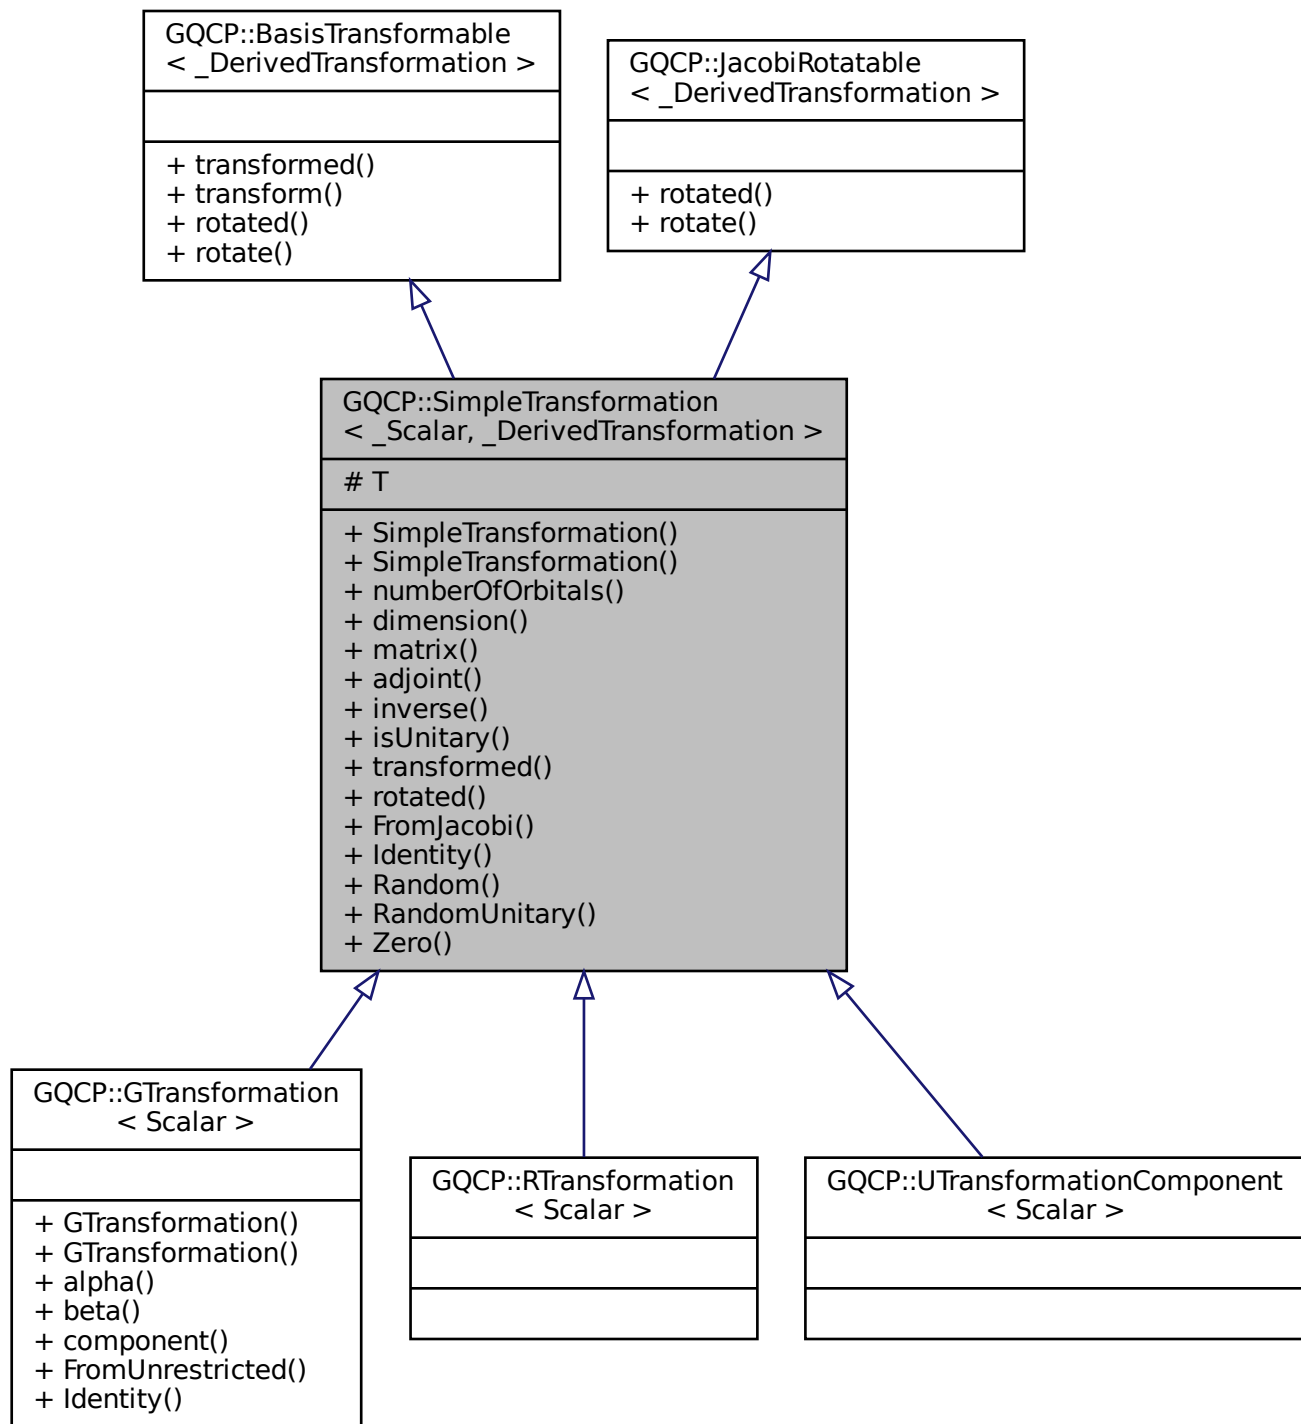 GQCP::BasisTransformable
< _DerivedTransformation >
+ transformed()
+ transform()
+ rotated()
+ rotate()
GQCP::JacobiRotatable
< _DerivedTransformation >
+ rotated()
+ rotate()
GQCP::SimpleTransformation
< _Scalar, _DerivedTransformation >
# T
+ SimpleTransformation()
+ SimpleTransformation()
+ numberOfOrbitals()
+ dimension()
+ matrix()
+ adjoint()
+ inverse()
+ isUnitary()
+ transformed()
+ rotated()
+ FromJacobi()
+ Identity()
+ Random()
+ RandomUnitary()
+ Zero()
GQCP::GTransformation
< Scalar >
+ GTransformation()
+ GTransformation()
+ alpha()
+ beta()
+ component()
+ FromUnrestricted()
+ Identity()
GQCP::RTransformation
< Scalar >
GQCP::UTransformationComponent
< Scalar >